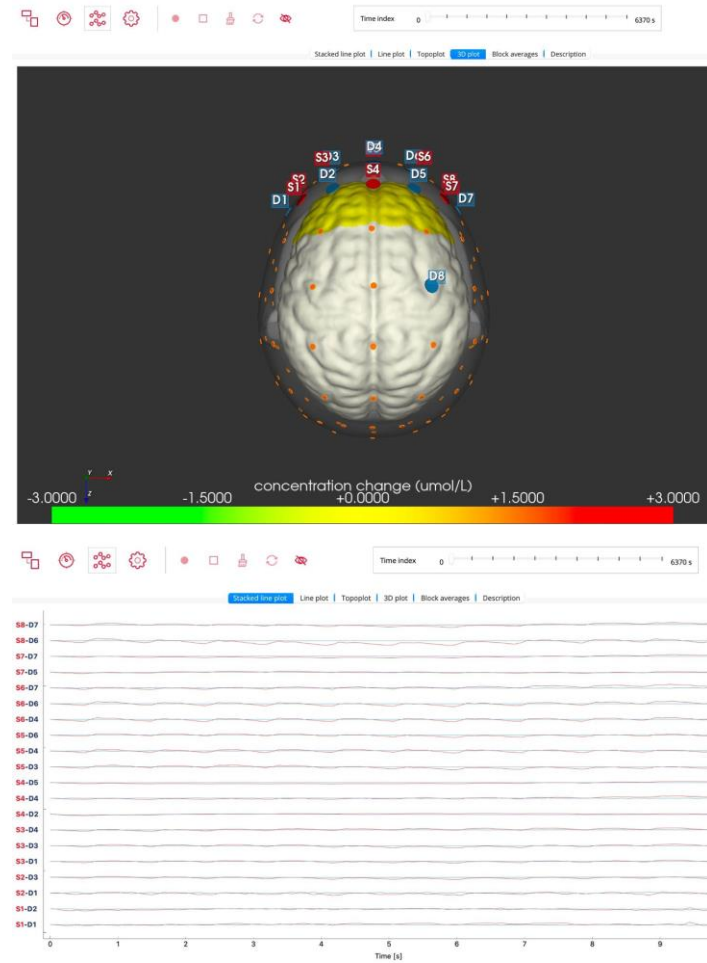 Time index 0 6370 s
Stacked line plot Line plot Topoplot 3D plot Block averages Description
D4
S3 D3 D6 S6
S4
S2 D2 D5 S8
S1 S7
D1 D7
D8
Y X
Z
concentration change (umol/L)
-3.0000 -1.5000 +0.0000 +1.5000 +3.0000
Time index 0 6370 s
Stacked line plot Line plot Topoplot 3D plot Block averages Description
S8-D7
S8-D6
S7-D7
S7-D5
S6-D7
S6-D6
S6-D4
S5-D6
S5-D4
S5-D3
S4-D5
S4-D4
S4-D2
S3-D4
S3-D3
S3-D1
S2-D3
S2-D1
S1-D2
S1-D1
0 1 2 3 4 5 6 7 8 9
Time [s]